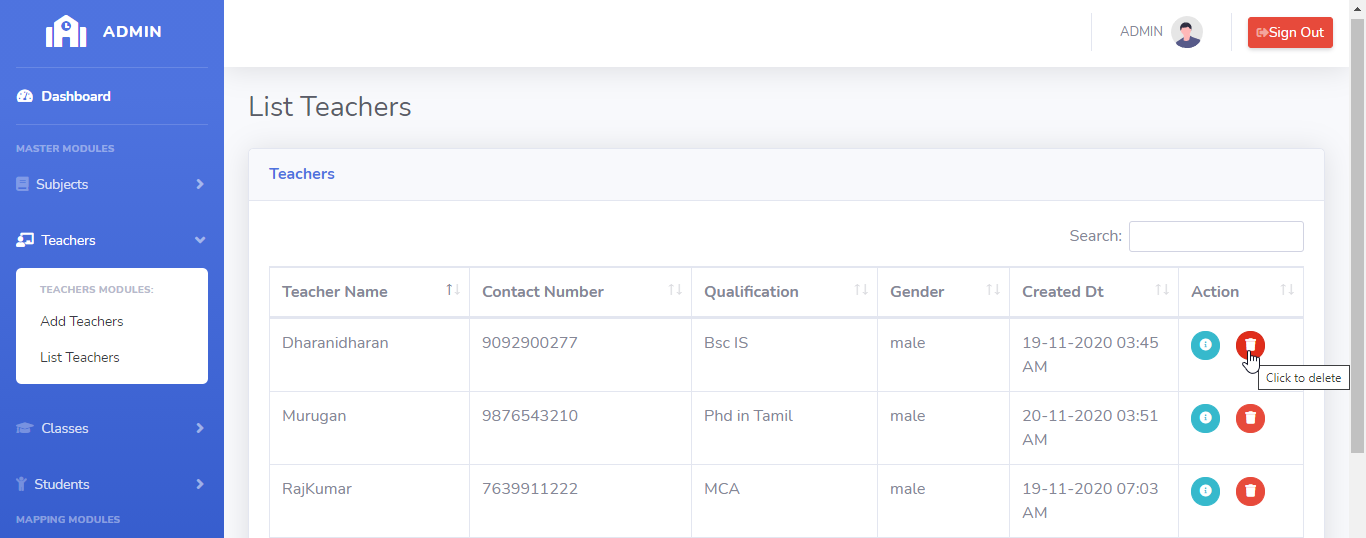 ADMIN
ADMIN
Sign Out
Dashboard
List Teachers
MASTER MODULES
Subjects
Teachers
Search:
Teachers
TEACHERS MODULES:
Add Teachers
List Teachers
Teacher Name Contact Number Qualification Gender Created Dt Action
Dharanidharan 9092900277 Bsc IS male 19-11-2020 03:45
AM
Click to delete
Murugan 9876543210 Phd in Tamil male 20-11-2020 03:51
AM
Classes
RajKumar 7639911222 MCA male 19-11-2020 07:03
AM
Students
MAPPING MODULES